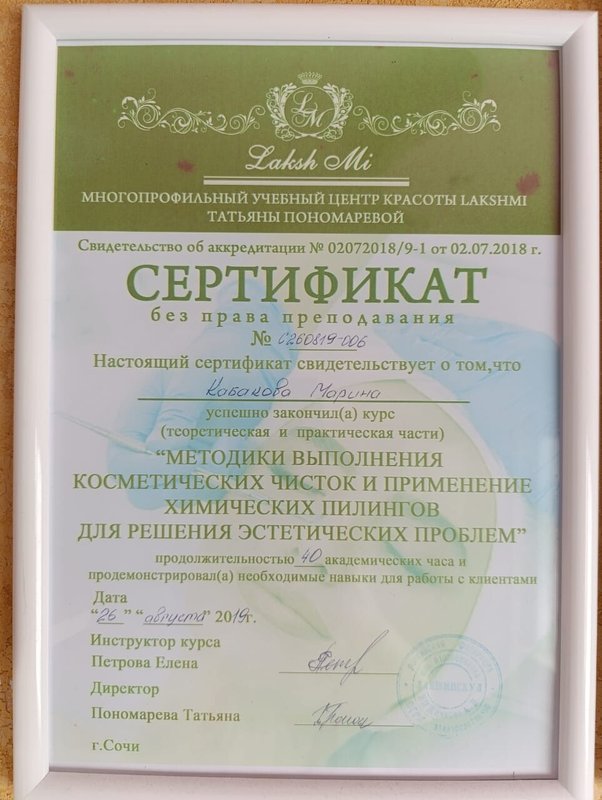 LM
Laksh Mi
МНОГОПРОФИЛЬНЫЙ УЧЕБНЫЙ ЦЕНТР КРАСОТЫ LAKSHMI
ТАТЬЯНЫ ПОНОМАРЕВОЙ
Свидетельство об аккредитации № 02072018/9-1 от 02.07.2018 г.
СЕРТИФИКАТ
без права преподавания
№ С260819-006
Настоящий сертификат свидетельствует о том,что
Кабакова Марина
успешно закончил(а) курс
(теоретическая и практическая части)
“МЕТОДИКИ ВЫПОЛНЕНИЯ
КОСМЕТИЧЕСКИХ ЧИСТОК И ПРИМЕНЕНИЕ
ХИМИЧЕСКИХ ПИЛИНГОВ
ДЛЯ РЕШЕНИЯ ЭСТЕТИЧЕСКИХ ПРОБЛЕМ”
продолжительностью 40 академических часа и
продемонстрировал(а) необходимые навыки для работы с клиентами
Дата
“26” “августа” 2019г.
Инструктор курса
Петрова Елена
Директор
Пономарева Татьяна
г.Сочи